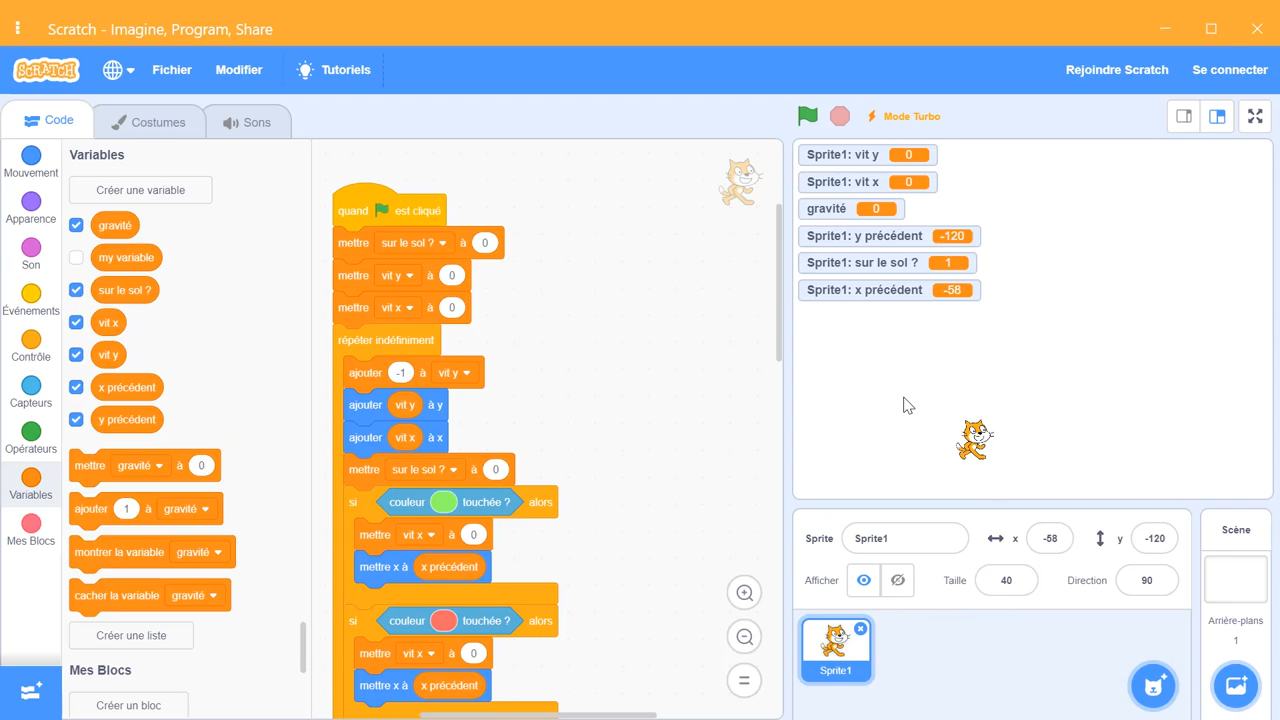 Scratch - Imagine, Program, Share
SCRATCH
Fichier
Modifier
Tutoriels
Rejoindre Scratch
Se connecter
Code
Costumes
Sons
Mode Turbo
Mouvement
Apparence
Son
Événements
Contrôle
Capteurs
Opérateurs
Variables
Mes Blocs
Variables
Créer une variable
gravité
my variable
sur le sol ?
vit x
vit y
x précédent
y précédent
mettre gravité à 0
ajouter 1 à gravité
montrer la variable gravité
cacher la variable gravité
Créer une liste
Mes Blocs
Créer un bloc
quand est cliqué
mettre sur le sol ? à 0
mettre vit y à 0
mettre vit x à 0
répéter indéfiniment
ajouter -1 à vit y
ajouter vit y à y
ajouter vit x à x
mettre sur le sol ? à 0
si couleur touchée ? alors
mettre vit x à 0
mettre x à x précédent
si couleur touchée ? alors
mettre vit x à 0
mettre x à x précédent
Sprite1: vit y 0
Sprite1: vit x 0
gravité 0
Sprite1: y précédent -120
Sprite1: sur le sol ? 1
Sprite1: x précédent -58
Sprite Sprite1 x -58 y -120
Afficher Taille 40 Direction 90
Sprite1
Scène
Arrière-plans
1